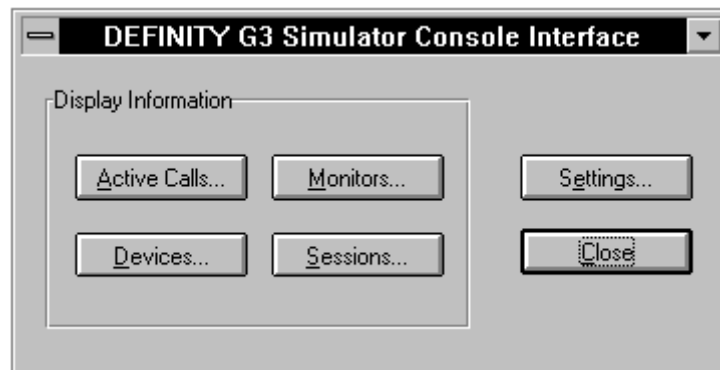 DEFINITY G3 Simulator Console Interface
Display Information
Active Calls... Monitors... Settings...
Devices... Sessions... Close